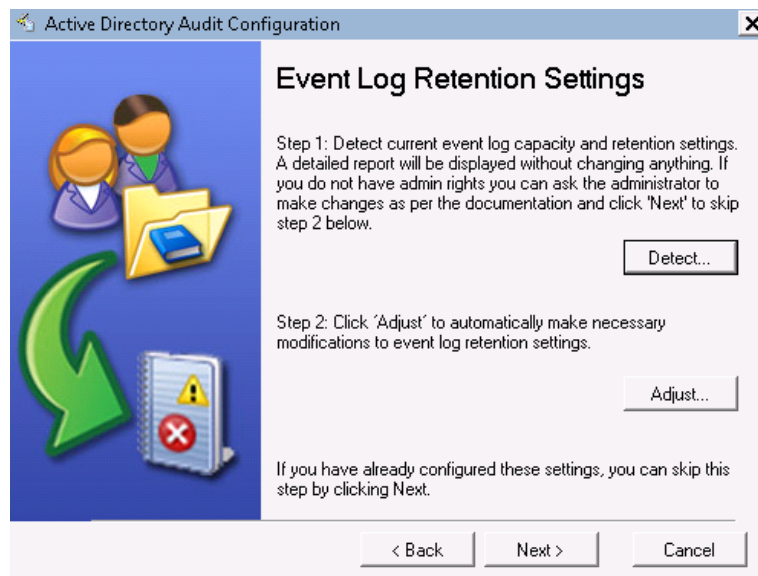 Active Directory Audit Configuration
Event Log Retention Settings
Step 1: Detect current event log capacity and retention settings.
A detailed report will be displayed without changing anything. If
you do not have admin rights you can ask the administrator to
make changes as per the documentation and click 'Next' to skip
step 2 below.
Detect...
Step 2: Click ´Adjust´ to automatically make necessary
modifications to event log retention settings.
Adjust...
If you have already configured these settings, you can skip this
step by clicking Next.
< Back Next > Cancel